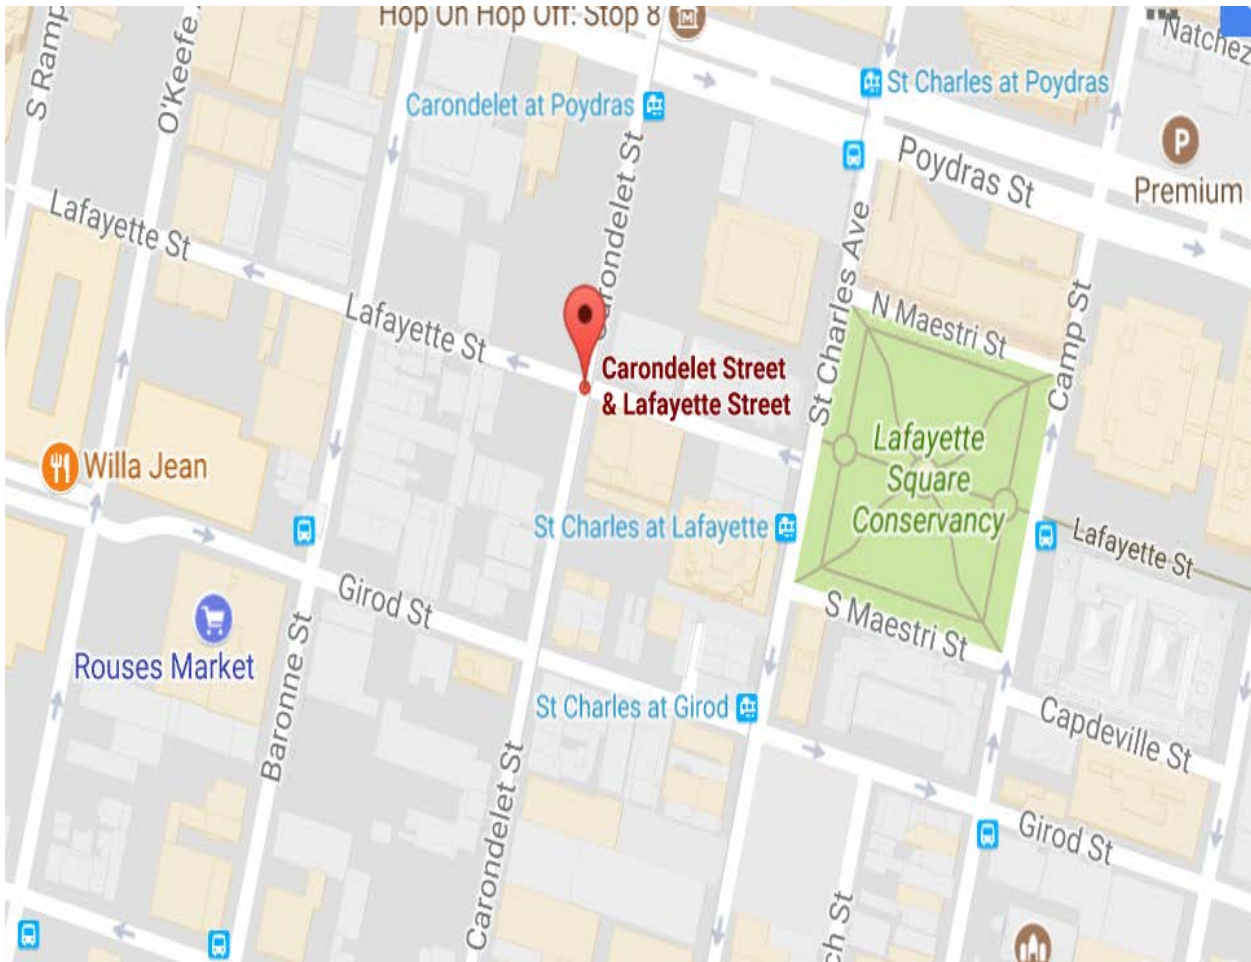 Hop On Hop Off: Stop 8
Natchez
S Ramp
O'Keefe
Carondelet at Poydras
St Charles at Poydras
Poydras St
P
Premium
Carondelet St
Lafayette St
St Charles Ave
N Maestri St
Camp St
Lafayette St
Carondelet Street
& Lafayette Street
Lafayette
Square
Conservancy
Willa Jean
St Charles at Lafayette
Lafayette St
Girod St
S Maestri St
Rouses Market
Baronne St
St Charles at Girod
Capdeville St
Carondelet St
Girod St
ch St